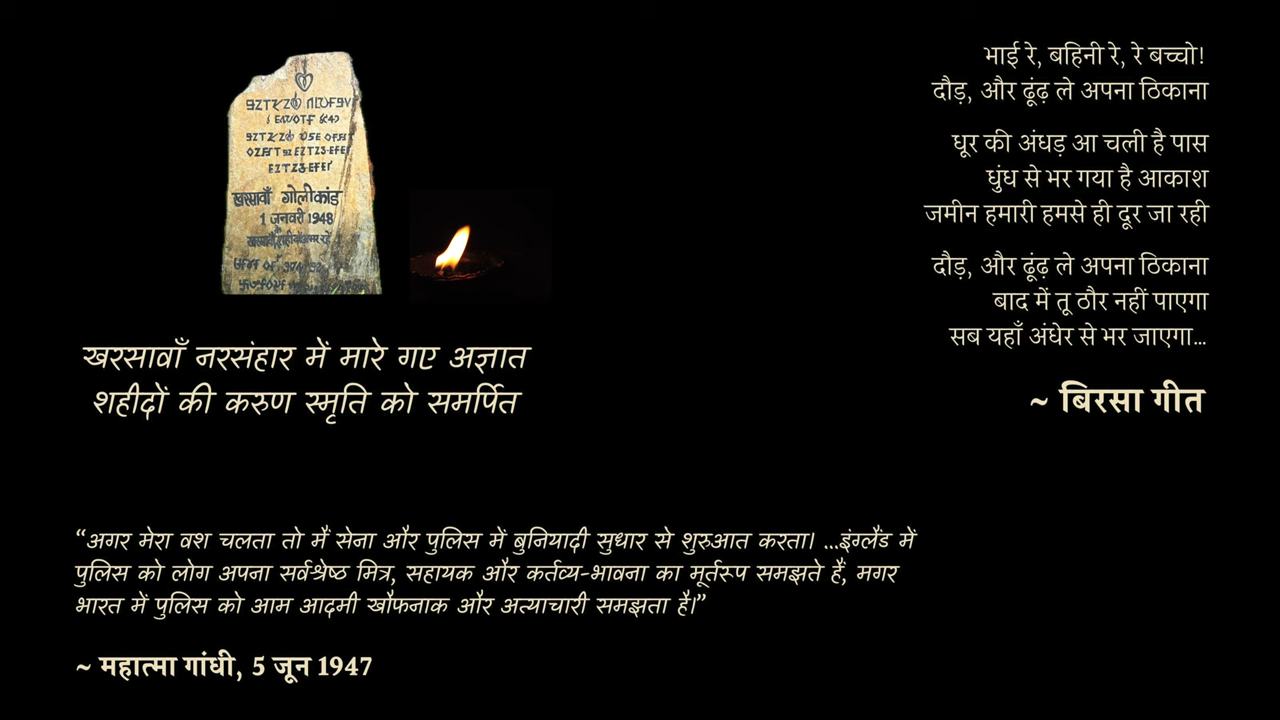 खरसावाँ गोलीकांड
1 जनवरी 1948
खरसावाँ नरसंहार में मारे गए अज्ञात
शहीदों की करुण स्मृति को समर्पित
भाई रे, बहिनी रे, रे बच्चो!
दौड़, और ढूंढ़ ले अपना ठिकाना
धूर की अंधड़ आ चली है पास
धुंध से भर गया है आकाश
जमीन हमारी हमसे ही दूर जा रही
दौड़, और ढूंढ़ ले अपना ठिकाना
बाद में तू ठौर नहीं पाएगा
सब यहाँ अंधेर से भर जाएगा...
~ बिरसा गीत
“अगर मेरा वश चलता तो मैं सेना और पुलिस में बुनियादी सुधार से शुरुआत करता। ...इंग्लैंड में
पुलिस को लोग अपना सर्वश्रेष्ठ मित्र, सहायक और कर्तव्य-भावना का मूर्तरूप समझते हैं, मगर
भारत में पुलिस को आम आदमी खौफनाक और अत्याचारी समझता है।”
~ महात्मा गांधी, 5 जून 1947